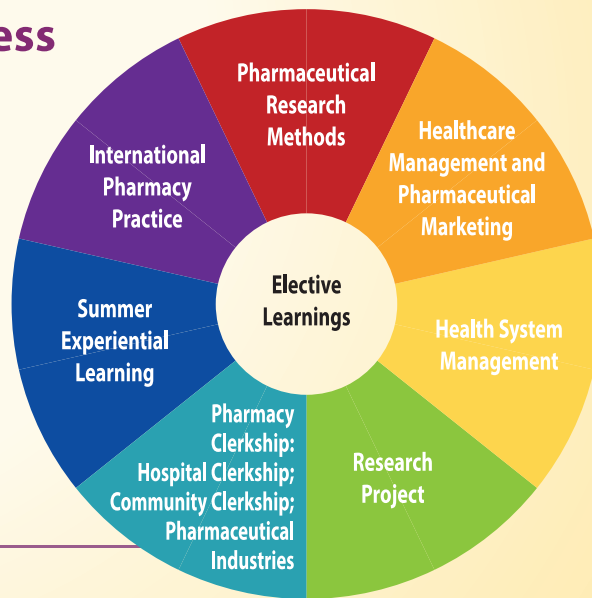 ess
Pharmaceutical
Research
Methods
Healthcare
Management and
Pharmaceutical
Marketing
Health System
Management
Research
Project
Pharmacy
Clerkship:
Hospital Clerkship;
Community Clerkship;
Pharmaceutical
Industries
Summer
Experiential
Learning
International
Pharmacy
Practice
Elective
Learnings